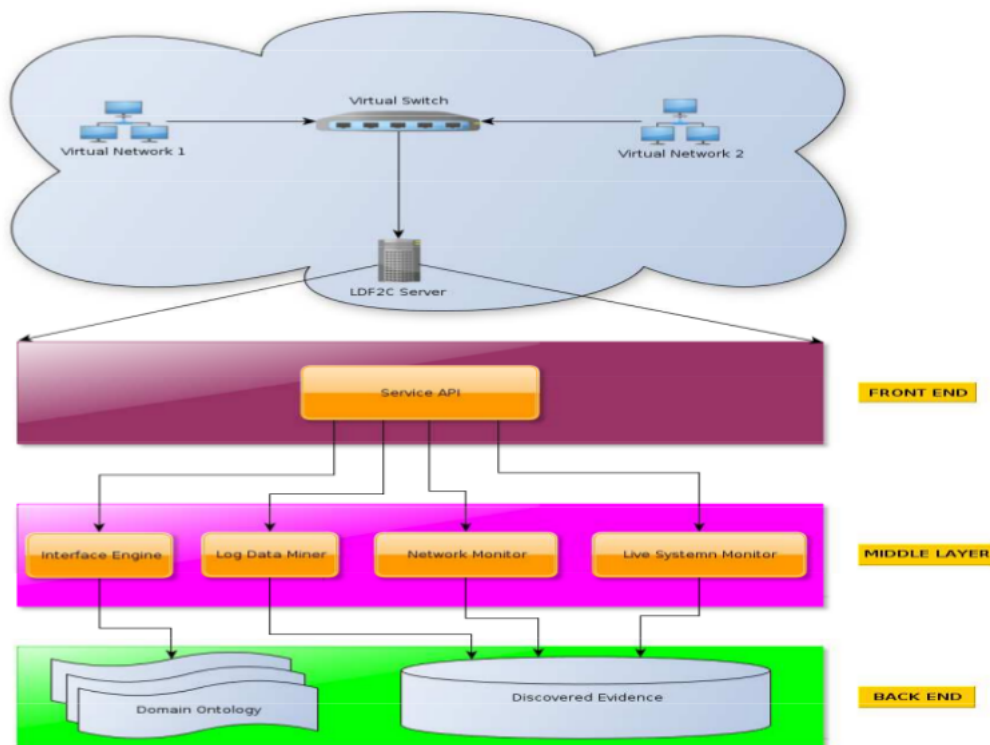 Virtual Switch
Virtual Network 1
Virtual Network 2
LDF2C Server
Service API
FRONT END
Interface Engine
Log Data Miner
Network Monitor
Live Systemn Monitor
MIDDLE LAYER
Domain Ontology
Discovered Evidence
BACK END